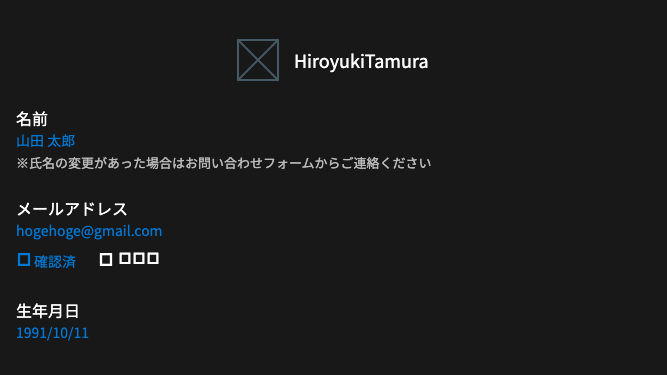 HiroyukiTamura
名前
山田 太郎
※氏名の変更があった場合はお問い合わせフォームからご連絡ください
メールアドレス
hogehoge@gmail.com
確認済
生年月日
1991/10/11